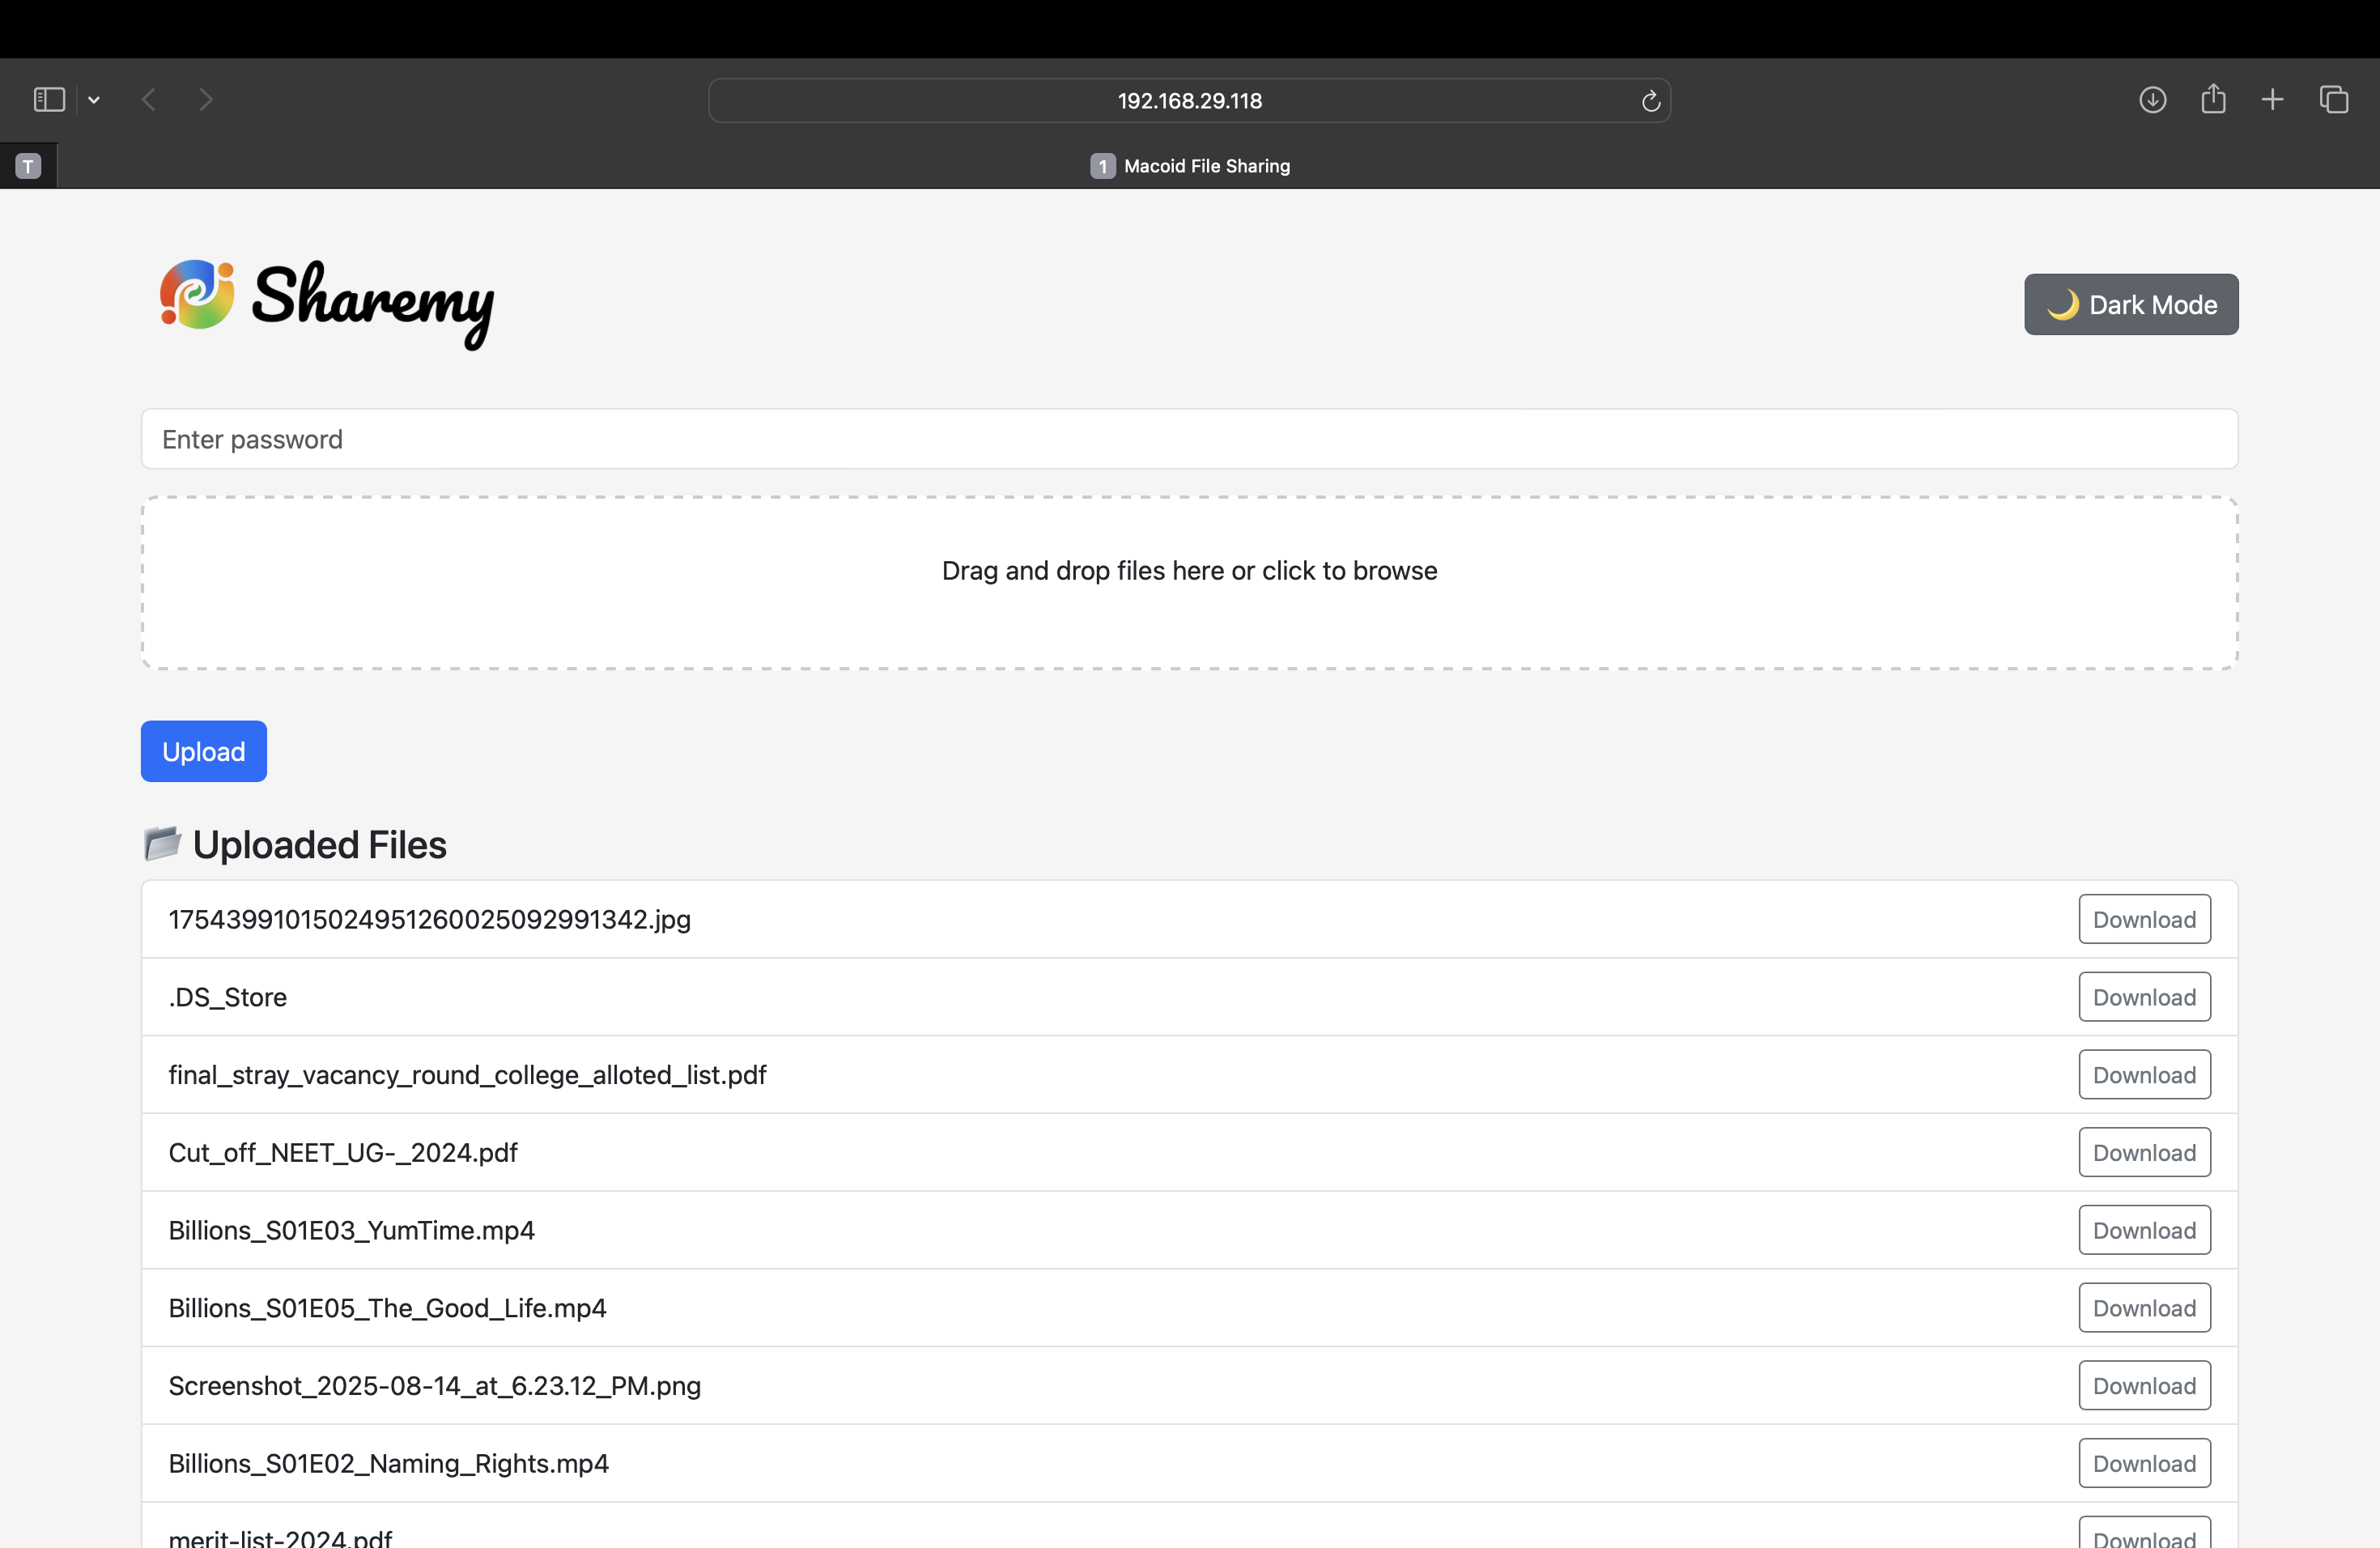 192.168.29.118
T
1 Macoid File Sharing
Sharemy
🌙 Dark Mode
Enter password
Drag and drop files here or click to browse
Upload
📂 Uploaded Files
17543991015024951260025092991342.jpg Download
.DS_Store Download
final_stray_vacancy_round_college_alloted_list.pdf Download
Cut_off_NEET_UG-_2024.pdf Download
Billions_S01E03_YumTime.mp4 Download
Billions_S01E05_The_Good_Life.mp4 Download
Screenshot_2025-08-14_at_6.23.12_PM.png Download
Billions_S01E02_Naming_Rights.mp4 Download
merit-list-2024.pdf Download